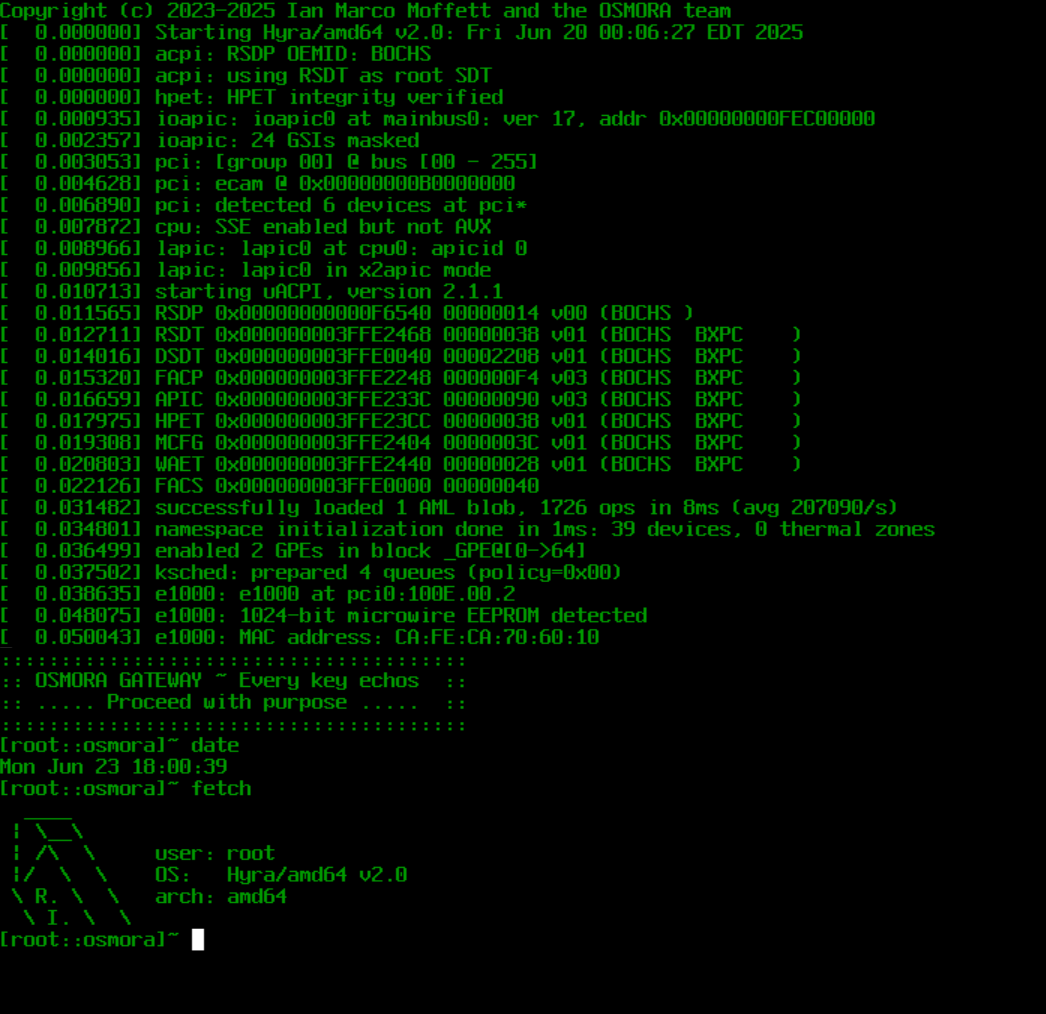 Copyright (c) 2023-2025 Ian Marco Moffett and the OSMORA team
[  0.000000] Starting Hyra/amd64 v2.0: Fri Jun 20 00:06:27 EDT 2025
[  0.000000] acpi: RSDP OEMID: BOCHS
[  0.000000] acpi: using RSDT as root SDT
[  0.000000] hpet: HPET integrity verified
[  0.000935] ioapic: ioapic0 at mainbus0: ver 17, addr 0x00000000FEC00000
[  0.002357] ioapic: 24 GSIs masked
[  0.003053] pci: [group 00] @ bus [00 - 255]
[  0.004628] pci: ecam @ 0x00000000B0000000
[  0.006890] pci: detected 6 devices at pci*
[  0.007872] cpu: SSE enabled but not AVX
[  0.008966] lapic: lapic0 at cpu0: apicid 0
[  0.009856] lapic: lapic0 in x2apic mode
[  0.010713] starting uACPI, version 2.1.1
[  0.011565] RSDP 0x00000000000F6540 00000014 v00 (BOCHS )
[  0.012711] RSDT 0x000000003FFE2468 00000038 v01 (BOCHS  BXPC    )
[  0.014016] DSDT 0x000000003FFE0040 00002208 v01 (BOCHS  BXPC    )
[  0.015320] FACP 0x000000003FFE2248 000000F4 v03 (BOCHS  BXPC    )
[  0.016659] APIC 0x000000003FFE233C 00000090 v03 (BOCHS  BXPC    )
[  0.017975] HPET 0x000000003FFE23CC 00000038 v01 (BOCHS  BXPC    )
[  0.019308] MCFG 0x000000003FFE2404 0000003C v01 (BOCHS  BXPC    )
[  0.020803] WAET 0x000000003FFE2440 00000028 v01 (BOCHS  BXPC    )
[  0.022126] FACS 0x000000003FFE0000 00000040
[  0.031482] successfully loaded 1 AML blob, 1726 ops in 8ms (avg 207090/s)
[  0.034801] namespace initialization done in 1ms: 39 devices, 0 thermal zones
[  0.036499] enabled 2 GPEs in block _GPE@[0->64]
[  0.037502] ksched: prepared 4 queues (policy=0x00)
[  0.038635] e1000: e1000 at pci0:100E.00.2
[  0.048075] e1000: 1024-bit microwire EEPROM detected
[  0.050043] e1000: MAC address: CA:FE:CA:70:60:10
:::::::::::::::::::::::::::::::::::::::
:: OSMORA GATEWAY ~ Every key echos  ::
:: ..... Proceed with purpose .....  ::
:::::::::::::::::::::::::::::::::::::::
[root::osmora]~ date
Mon Jun 23 18:00:39
[root::osmora]~ fetch
user: root
OS:   Hyra/amd64 v2.0
R. arch: amd64
I.
[root::osmora]~